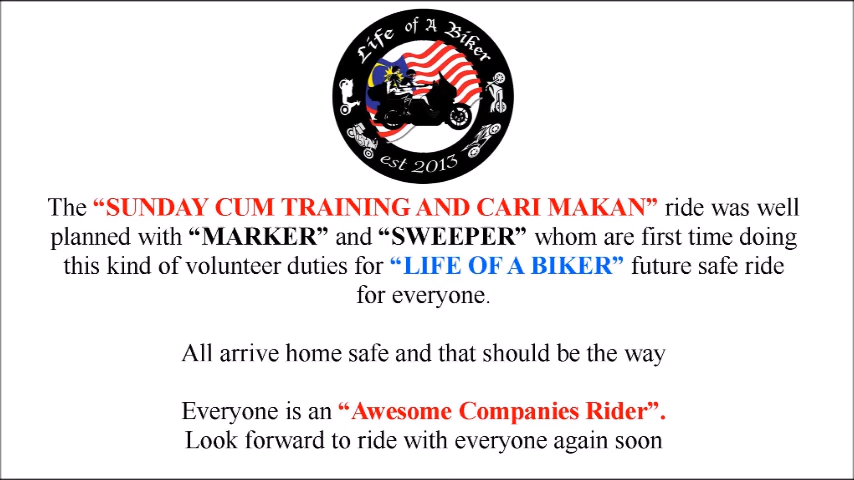 Life of A Biker
est 2013
The “SUNDAY CUM TRAINING AND CARI MAKAN” ride was well
planned with “MARKER” and “SWEEPER” whom are first time doing
this kind of volunteer duties for “LIFE OF A BIKER” future safe ride
for everyone.
All arrive home safe and that should be the way
Everyone is an “Awesome Companies Rider”.
Look forward to ride with everyone again soon